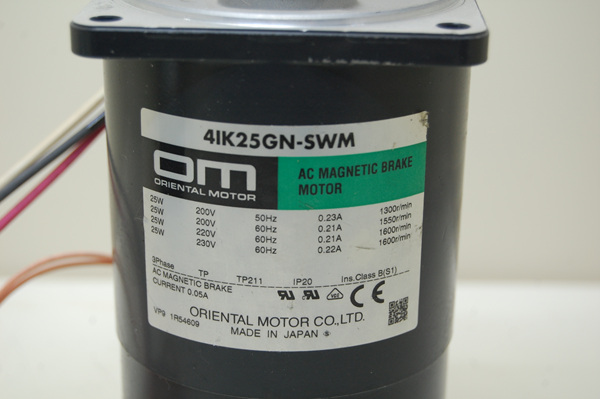 4IK25GN-SWM
OM
ORIENTAL MOTOR
AC MAGNETIC BRAKE
MOTOR
25W 200V 50Hz 0.23A 1300r/min
25W 200V 60Hz 0.21A 1550r/min
25W 220V 60Hz 0.21A 1600r/min
25W 230V 60Hz 0.22A 1600r/min
3Phase TP TP211 IP20 Ins.Class B(S1)
AC MAGNETIC BRAKE
CURRENT 0.05A
CE
VP9 1R54609
ORIENTAL MOTOR CO.,LTD.
MADE IN JAPAN